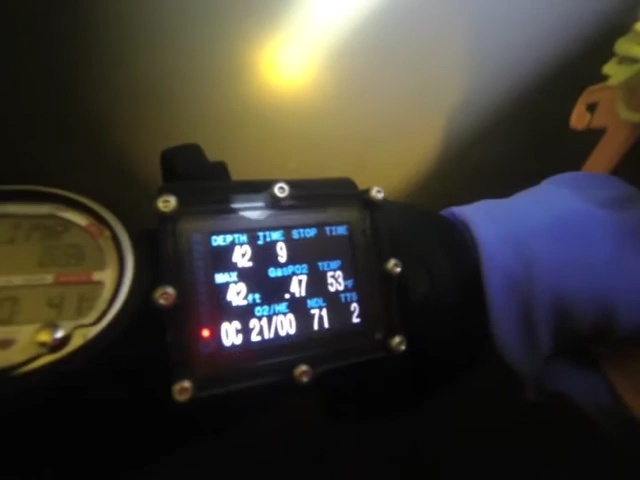 DEPTH TIME STOP TIME
42 9
MAX GasPO2 TEMP
42ft .47 53°F
O2/HE NDL TTS
OC 21/00 71 2